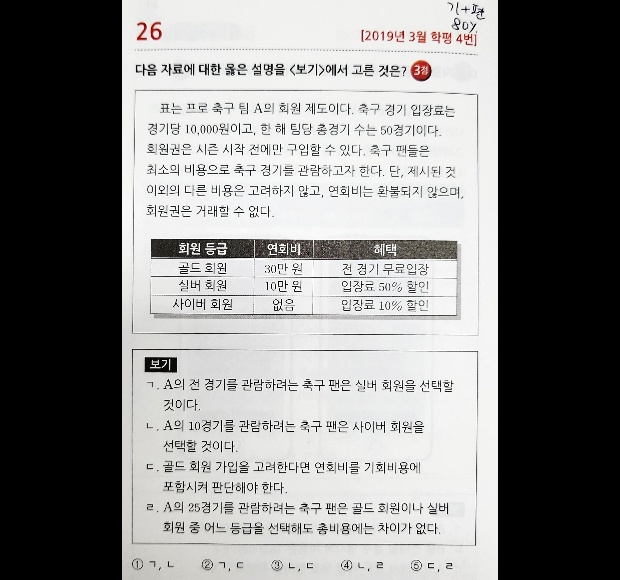 기+편
80%
26
[2019년 3월 학평 4번]
다음 자료에 대한 옳은 설명을 <보기>에서 고른 것은? 3점
표는 프로 축구 팀 A의 회원 제도이다. 축구 경기 입장료는
경기당 10,000원이고, 한 해 팀당 총경기 수는 50경기이다.
회원권은 시즌 시작 전에만 구입할 수 있다. 축구 팬들은
최소의 비용으로 축구 경기를 관람하고자 한다. 단, 제시된 것
이외의 다른 비용은 고려하지 않고, 연회비는 환불되지 않으며,
회원권은 거래할 수 없다.
회원 등급 연회비 혜택
골드 회원 30만 원 전 경기 무료입장
실버 회원 10만 원 입장료 50% 할인
사이버 회원 없음 입장료 10% 할인
보기
ㄱ. A의 전 경기를 관람하려는 축구 팬은 실버 회원을 선택할
것이다.
ㄴ. A의 10경기를 관람하려는 축구 팬은 사이버 회원을
선택할 것이다.
ㄷ. 골드 회원 가입을 고려한다면 연회비를 기회비용에
포함시켜 판단해야 한다.
ㄹ. A의 25경기를 관람하려는 축구 팬은 골드 회원이나 실버
회원 중 어느 등급을 선택해도 총비용에는 차이가 없다.
① ㄱ, ㄴ ② ㄱ, ㄷ ③ ㄴ, ㄷ ④ ㄴ, ㄹ ⑤ ㄷ, ㄹ